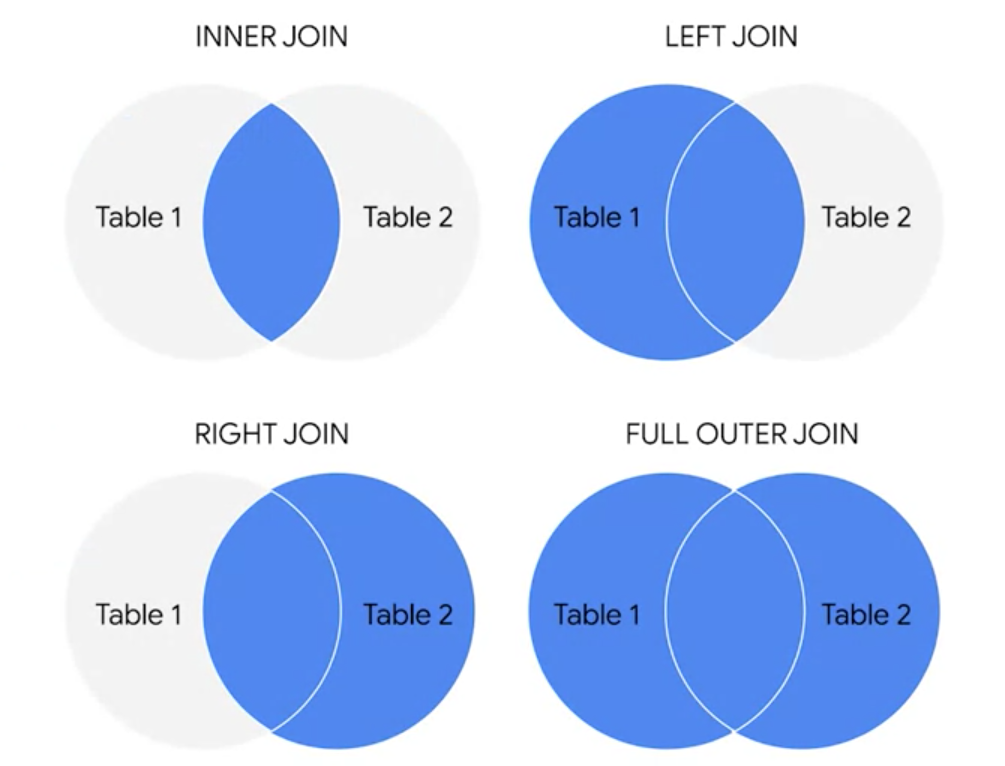 INNER JOIN
LEFT JOIN
Table 1
Table 2
Table 1
Table 2
RIGHT JOIN
FULL OUTER JOIN
Table 1
Table 2
Table 1
Table 2